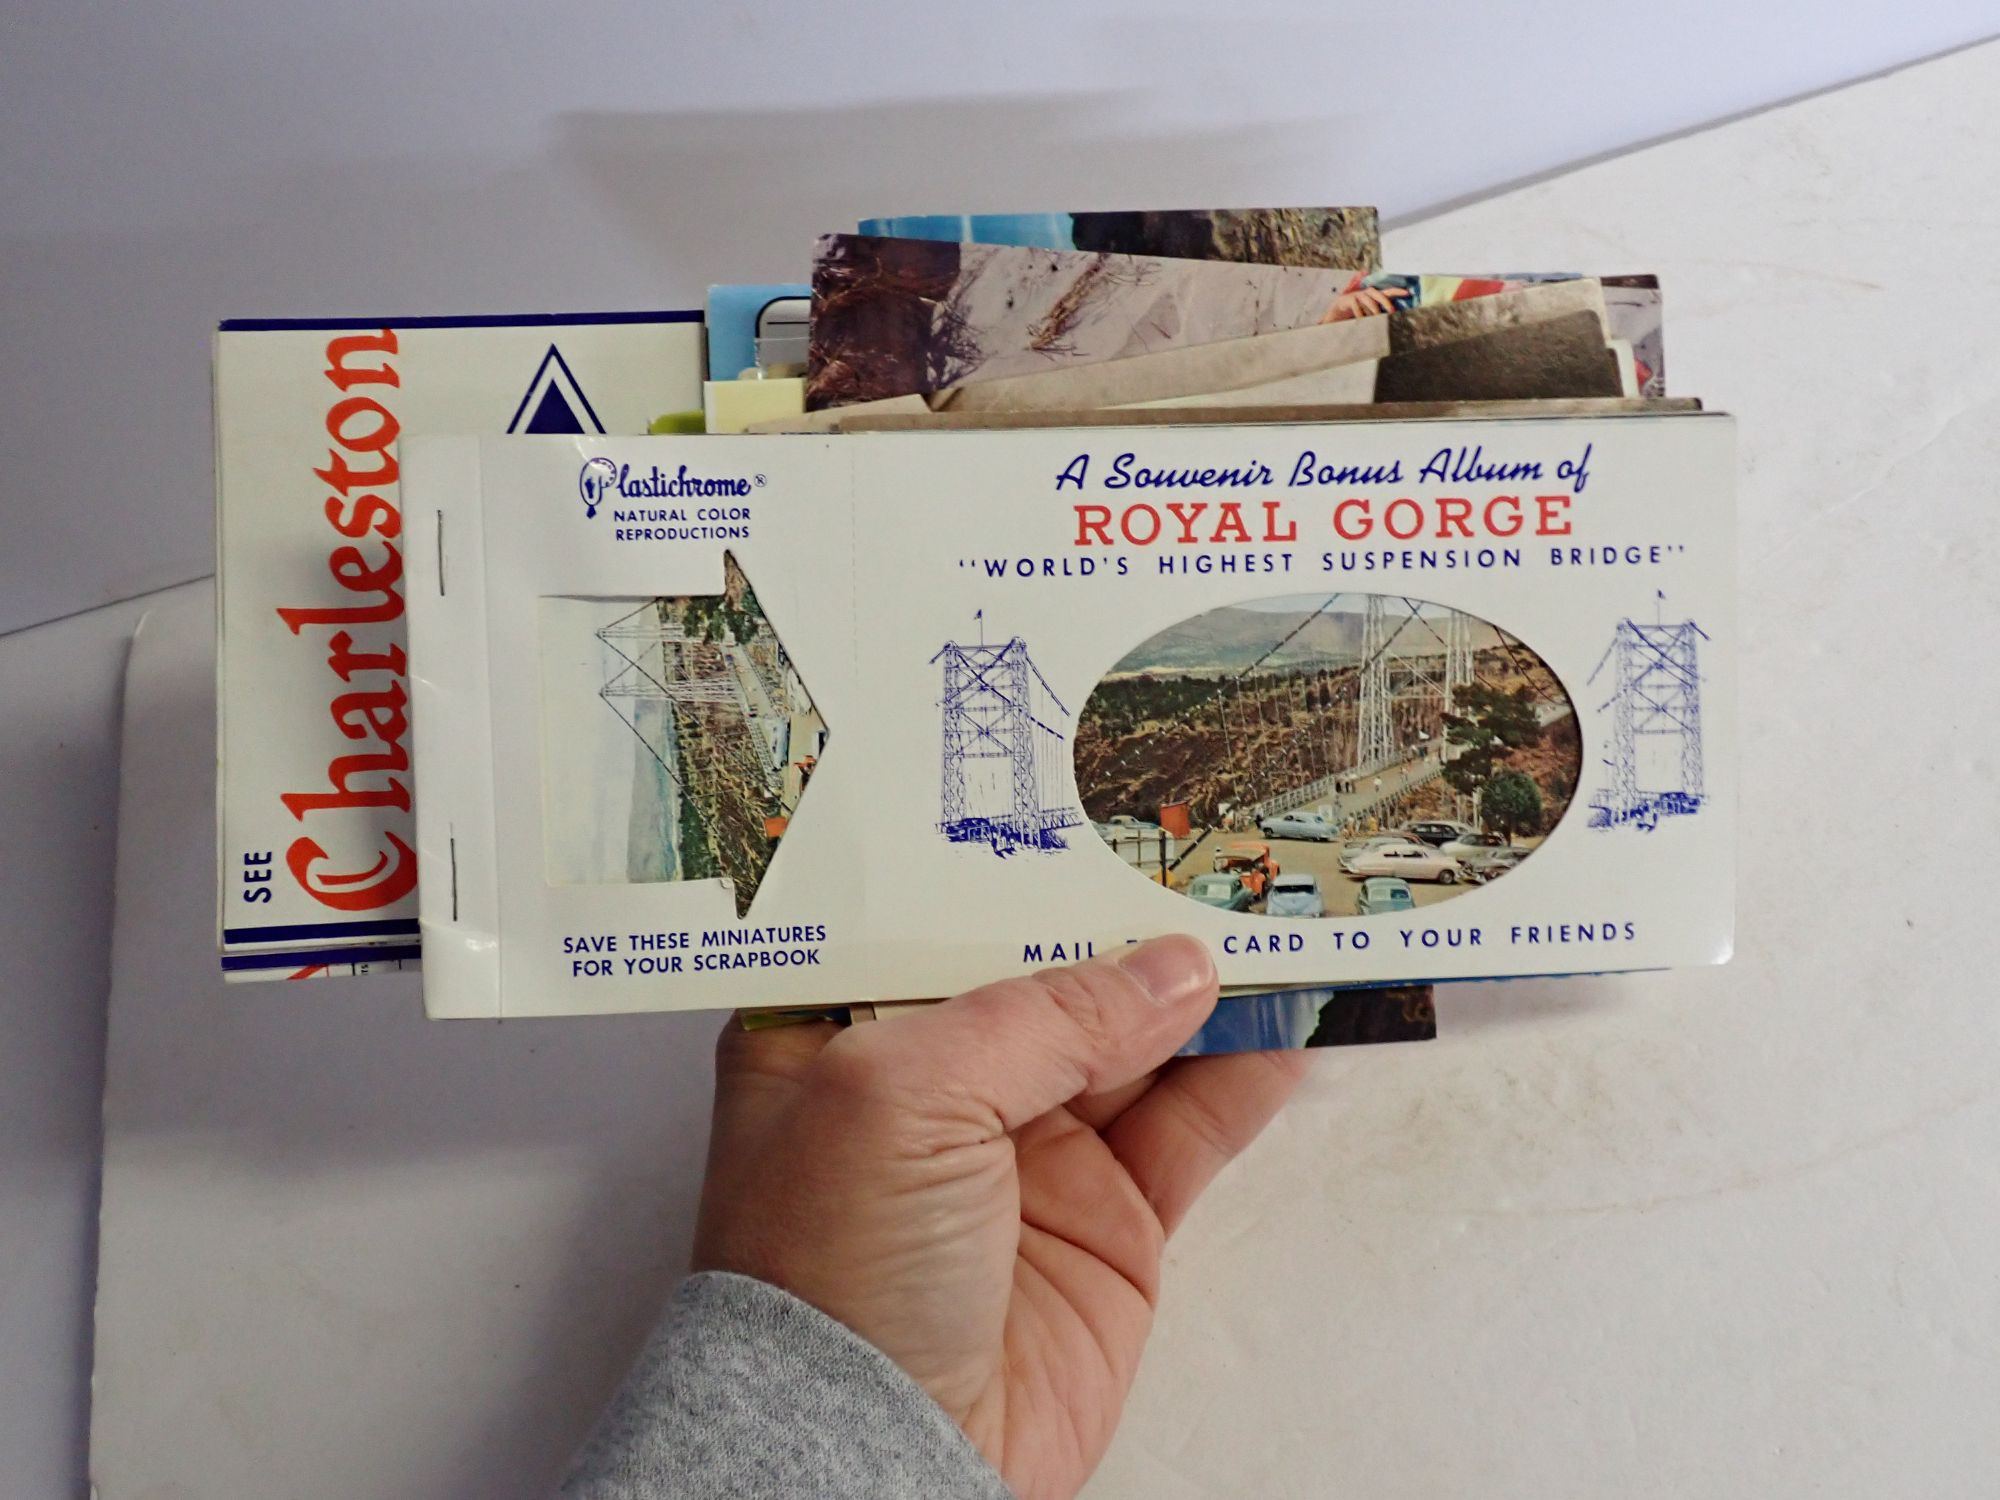 SEE
Charleston
Plastichrome®
NATURAL COLOR
REPRODUCTIONS
SAVE THESE MINIATURES
FOR YOUR SCRAPBOOK
A Souvenir Bonus Album of
ROYAL GORGE
"WORLD'S HIGHEST SUSPENSION BRIDGE"
MAIL CARD TO YOUR FRIENDS